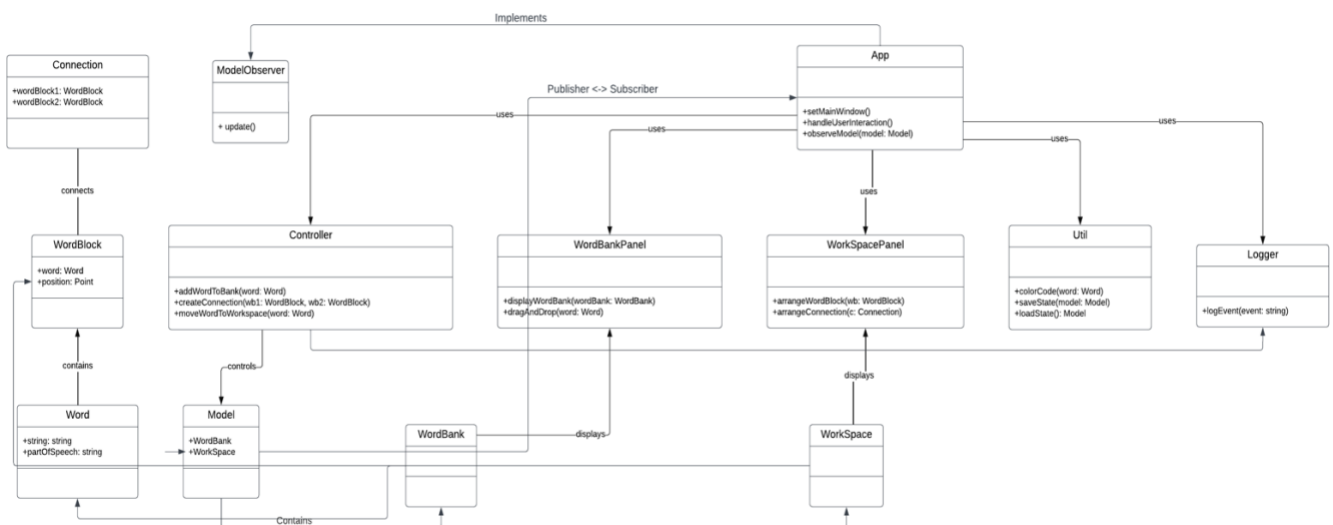 Implements
Connection
+wordBlock1: WordBlock
+wordBlock2: WordBlock
ModelObserver
+ update()
App
+setMainWindow()
+handleUserInteraction()
+observeModel(model: Model)
Publisher <-> Subscriber
uses
uses
uses
uses
uses
connects
WordBlock
+word: Word
+position: Point
Controller
+addWordToBank(word: Word)
+createConnection(wb1: WordBlock, wb2: WordBlock)
+moveWordToWorkspace(word: Word)
WordBankPanel
+displayWordBank(wordBank: WordBank)
+dragAndDrop(word: Word)
WorkSpacePanel
+arrangeWordBlock(wb: WordBlock)
+arrangeConnection(c: Connection)
Util
+colorCode(word: Word)
+saveState(model: Model)
+loadState(): Model
Logger
+logEvent(event: string)
contains
controls
displays
Word
+string: string
+partOfSpeech: string
Model
+WordBank
+WorkSpace
WordBank
displays
WorkSpace
Contains